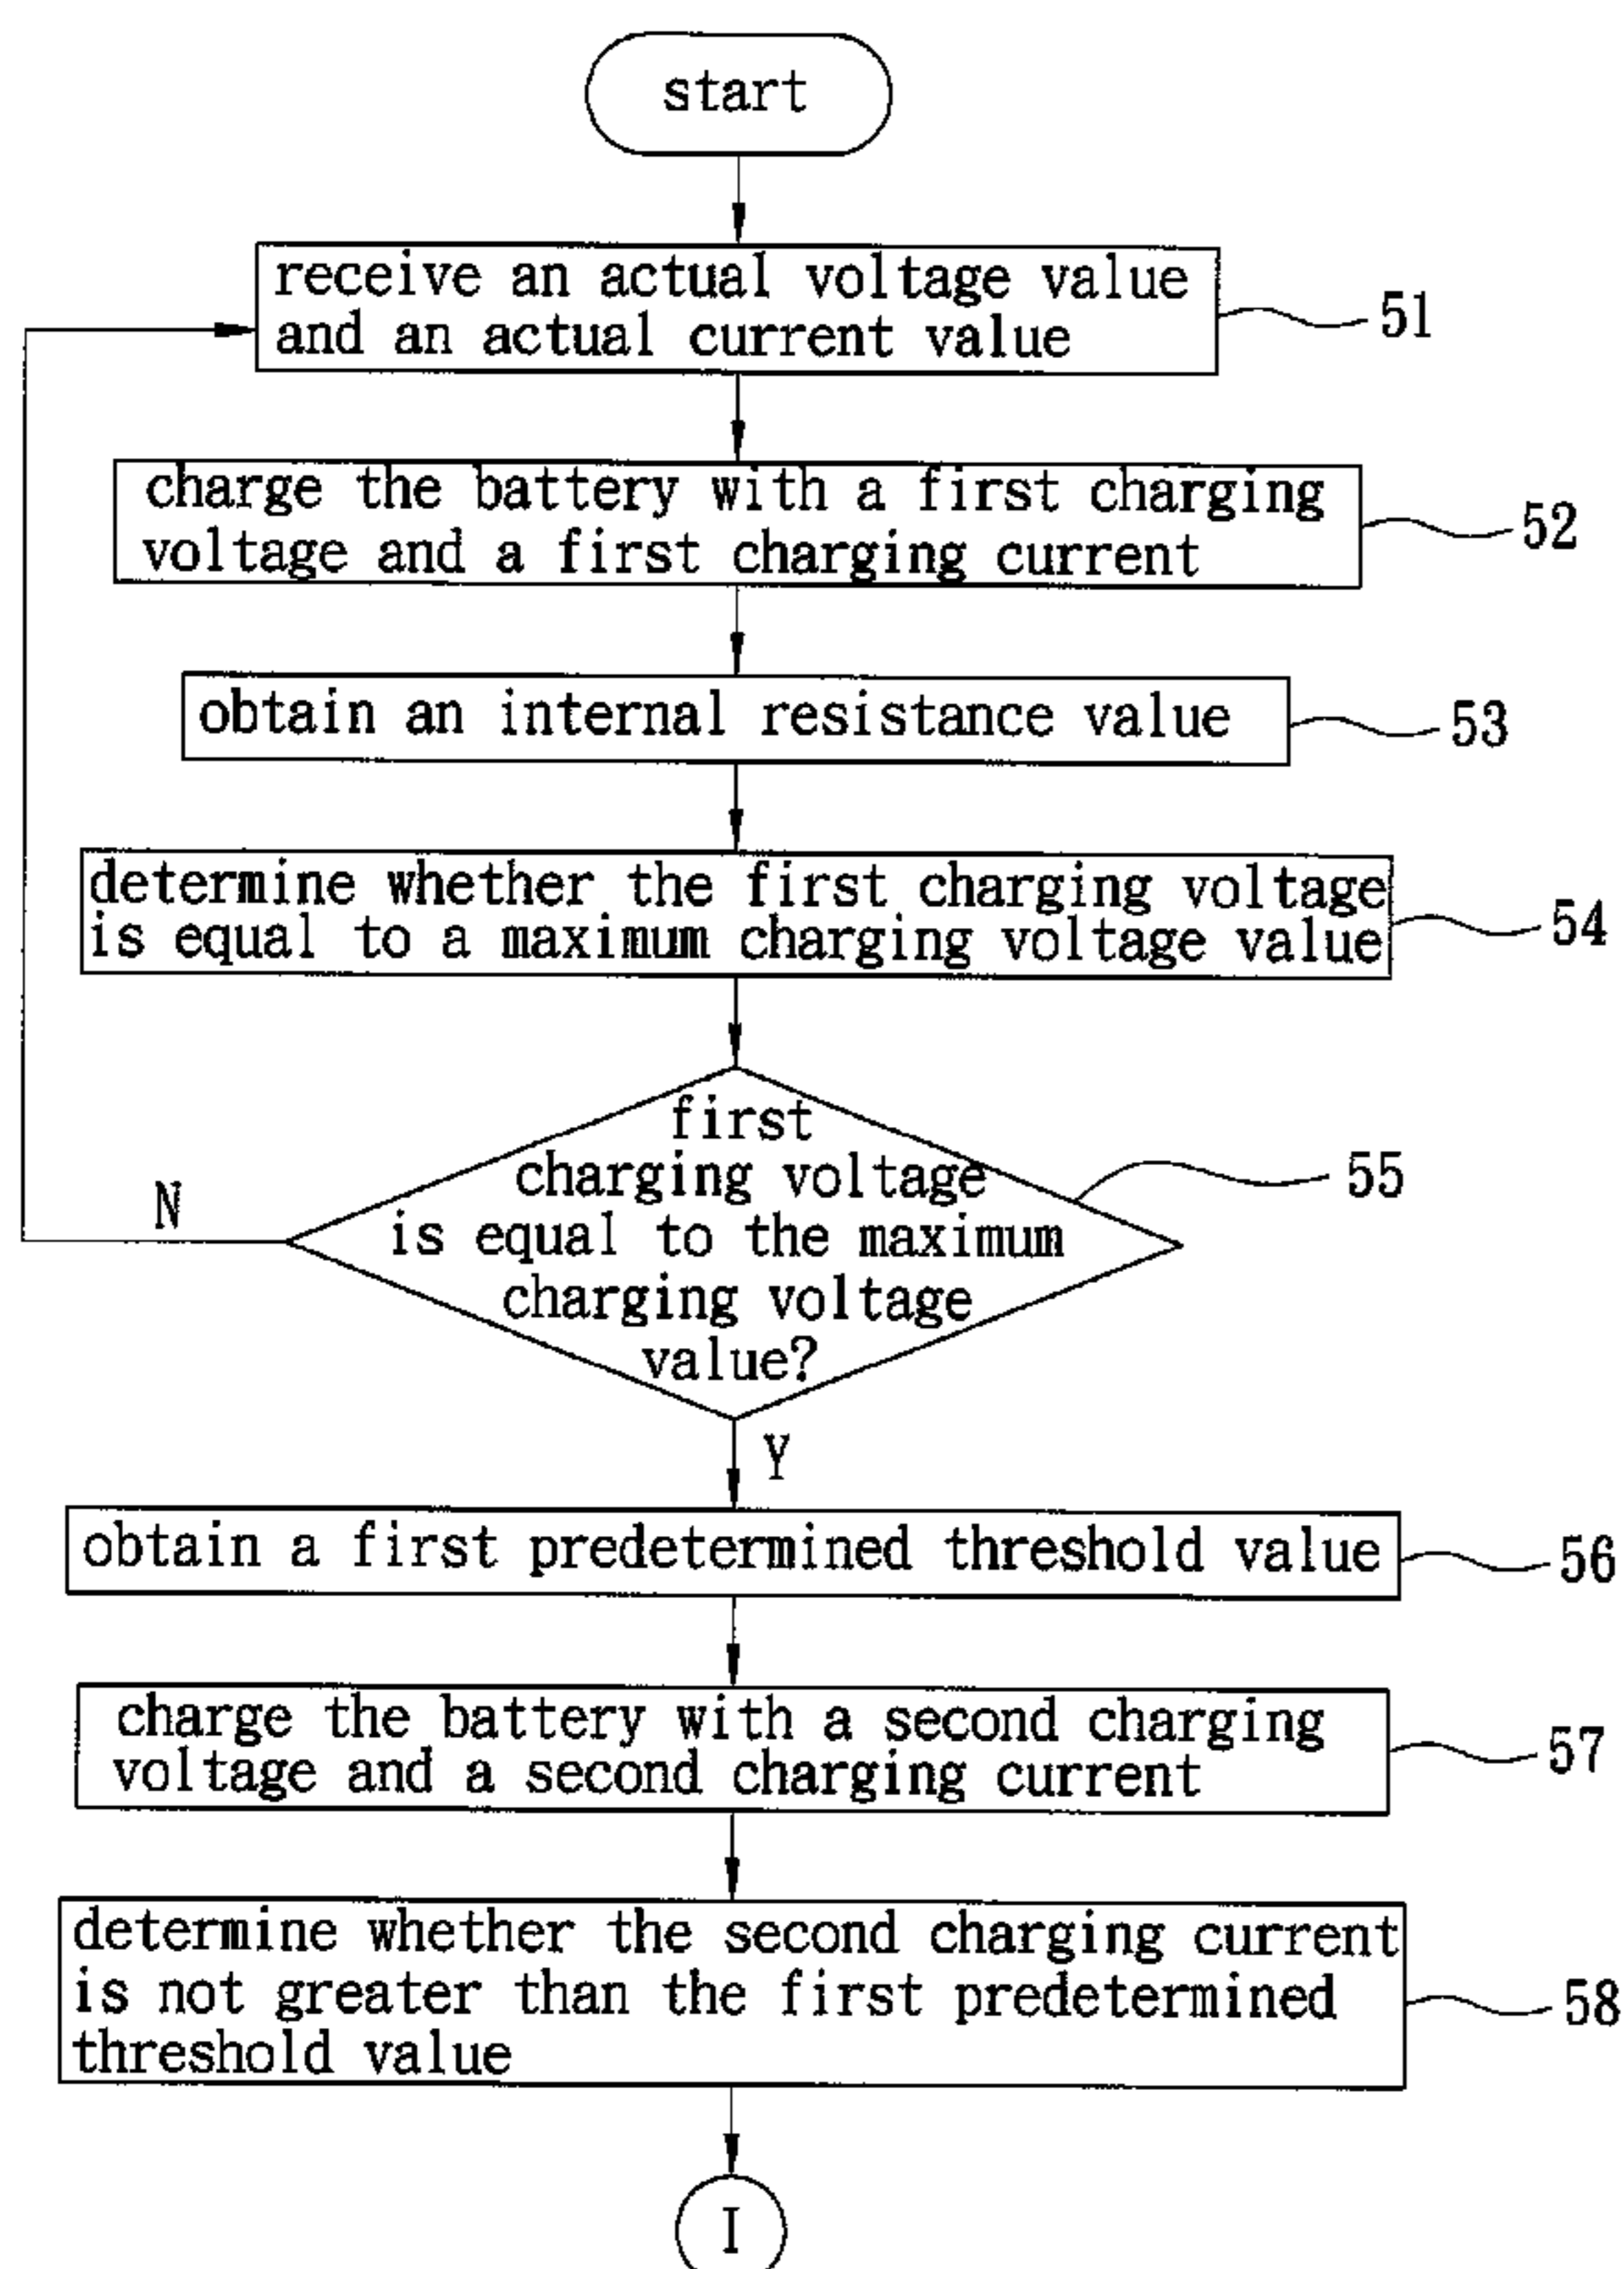 start
receive an actual voltage value
and an actual current value
51
charge the battery with a first charging
voltage and a first charging current
52
obtain an internal resistance value
53
determine whether the first charging voltage
is equal to a maximum charging voltage value
54
first
charging voltage
is equal to the maximum
charging voltage
value?
55
N
Y
obtain a first predetermined threshold value
56
charge the battery with a second charging
voltage and a second charging current
57
determine whether the second charging current
is not greater than the first predetermined
threshold value
58
I